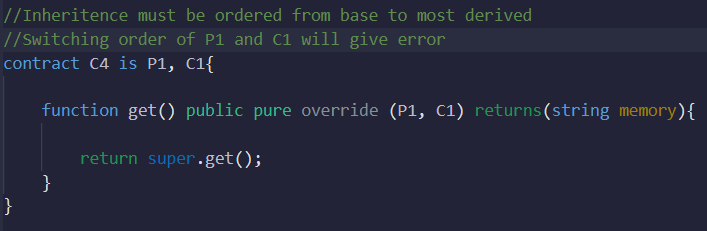 //Inheritence must be ordered from base to most derived
//Switching order of P1 and C1 will give error
contract C4 is P1, C1{
function get() public pure override (P1, C1) returns(string memory){
return super.get();
}
}